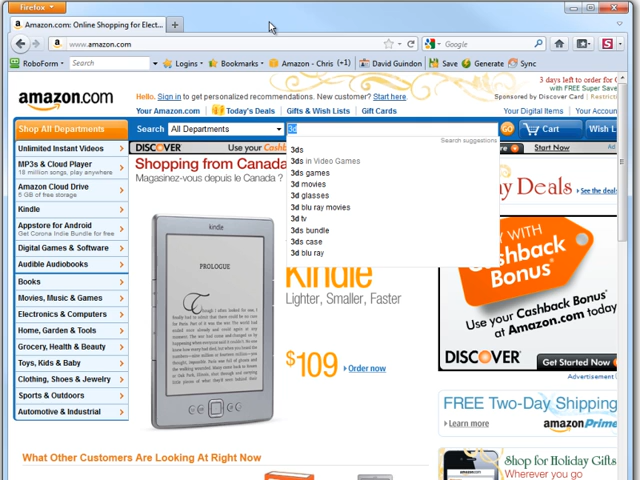 Firefox
Amazon.com: Online Shopping for Elect...
www.amazon.com
Google
RoboForm
Search
Logins
Bookmarks
Amazon - Chris
David Guindon
Save
Generate
Sync
3 days left to order for
with FREE Super Save
Sponsored by Discover Card
amazon.com
Hello. Sign in to get personalized recommendations. New customer? Start here.
Your Amazon.com
Today's Deals
Gifts & Wish Lists
Gift Cards
Your Digital Items
Your Accou
Shop All Departments
Search
All Departments
3d
GO
Cart
Wish L
Search suggestions
3ds
3ds in Video Games
3ds games
3d movies
3d glasses
3d blu ray movies
3d tv
3ds bundle
3ds case
3d blu ray
Unlimited Instant Videos
MP3s & Cloud Player
18 million songs, play anywhere
Amazon Cloud Drive
5 GB of free storage
Kindle
Appstore for Android
Get Corona Indie Bundle for Free
Digital Games & Software
Audible Audiobooks
Books
Movies, Music & Games
Electronics & Computers
Home, Garden & Tools
Grocery, Health & Beauty
Toys, Kids & Baby
Clothing, Shoes & Jewelry
Sports & Outdoors
Automotive & Industrial
DISCOVER
Use your Cashb
Start Now
Shopping from Canada
Magasinez-vous depuis le Canada ?
kindle
PROLOGUE
Kindle
Lighter, Smaller, Faster
$109
Order now
y Deals
See the deals
with
Cashback
Bonus
Use your Cashback Bonus
at Amazon.com today
DISCOVER
Get Started Now
Advertisement
FREE Two-Day Shipping
amazonPrime
Shop for Holiday Gifts
Wherever you go
What Other Customers Are Looking At Right Now